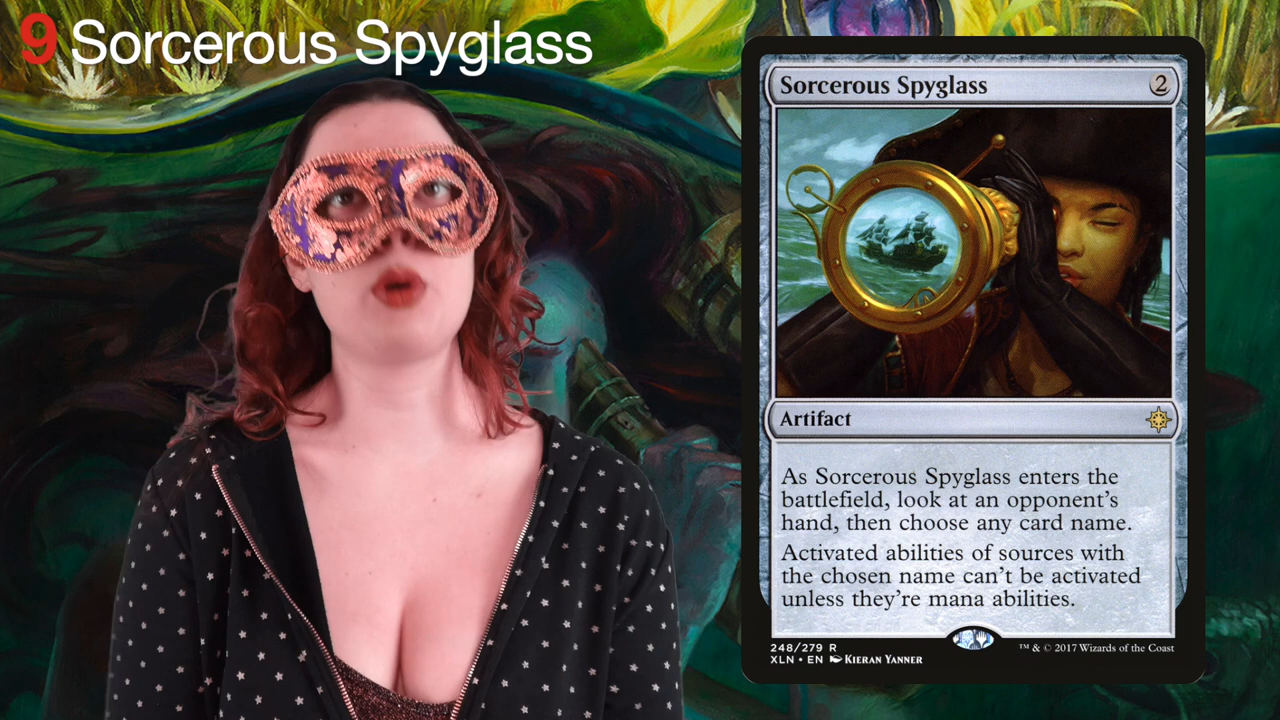 9 Sorcerous Spyglass
Sorcerous Spyglass 2
Artifact
As Sorcerous Spyglass enters the
battlefield, look at an opponent's
hand, then choose any card name.
Activated abilities of sources with
the chosen name can't be activated
unless they're mana abilities.
248/279 R
XLN • EN KIERAN YANNER
™ & © 2017 Wizards of the Coast